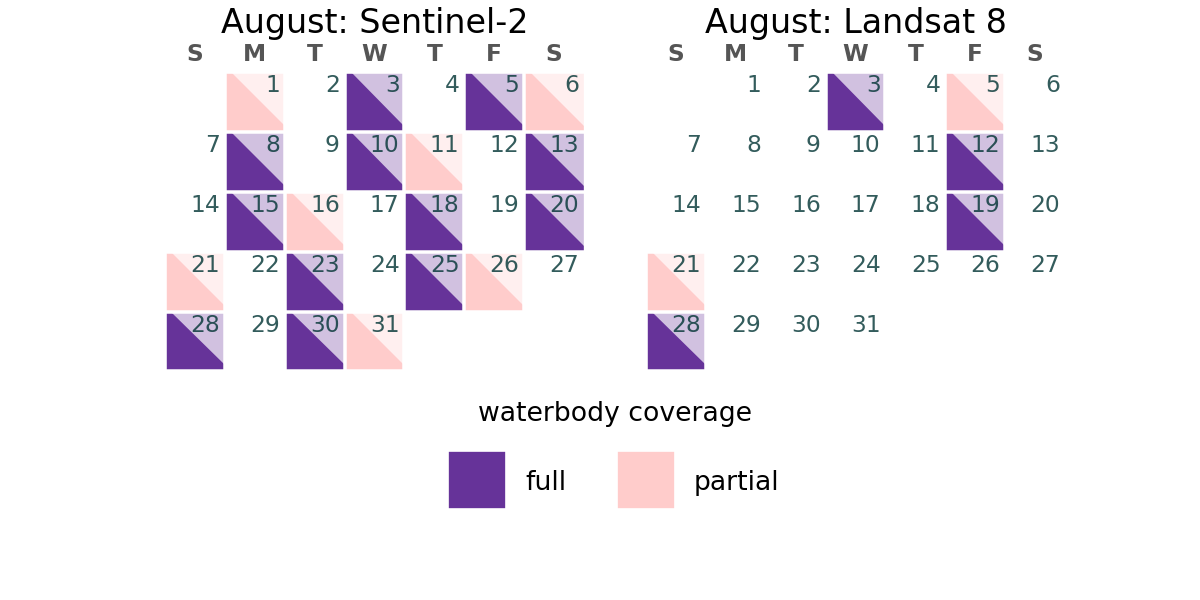 August: Sentinel-2
S M T W T F S
1 2 3 4 5 6
7 8 9 10 11 12 13
14 15 16 17 18 19 20
21 22 23 24 25 26 27
28 29 30 31
August: Landsat 8
S M T W T F S
1 2 3 4 5 6
7 8 9 10 11 12 13
14 15 16 17 18 19 20
21 22 23 24 25 26 27
28 29 30 31
waterbody coverage
full partial